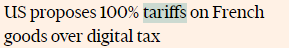 US proposes 100% tariffs on French
goods over digital tax